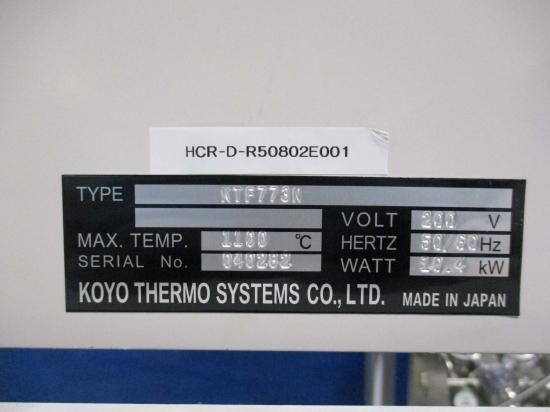 HCR-D-R50802E001
TYPE KTF773N
VOLT 200 V
MAX. TEMP. 1100 ℃ HERTZ 50/60 Hz
SERIAL No. 040282 WATT 10.4 kW
KOYO THERMO SYSTEMS CO., LTD. MADE IN JAPAN